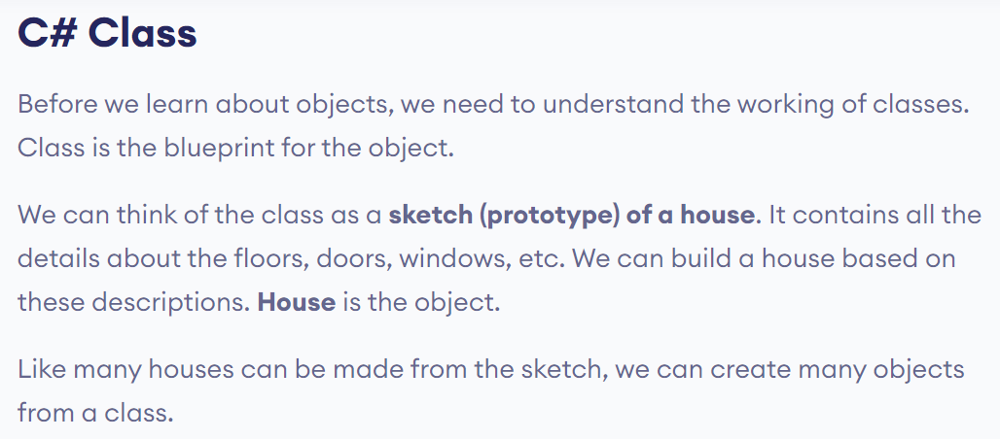 C# Class
Before we learn about objects, we need to understand the working of classes.
Class is the blueprint for the object.
We can think of the class as a sketch (prototype) of a house. It contains all the
details about the floors, doors, windows, etc. We can build a house based on
these descriptions. House is the object.
Like many houses can be made from the sketch, we can create many objects
from a class.